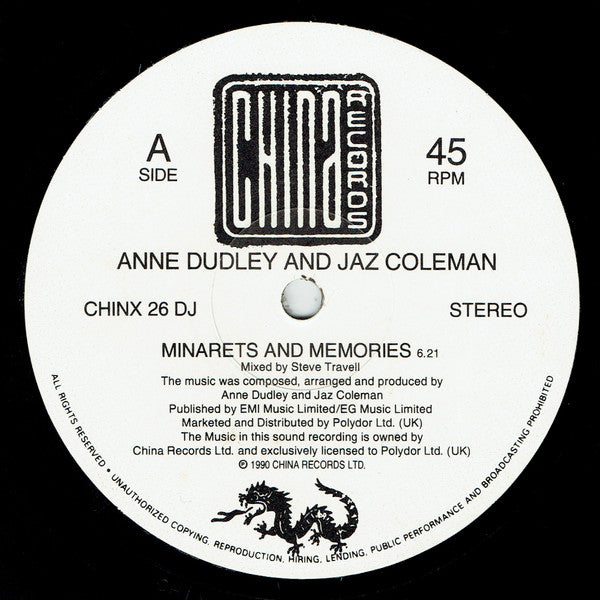 CHINA
RECORDS
A
SIDE
45
RPM
ANNE DUDLEY AND JAZ COLEMAN
CHINX 26 DJ
STEREO
MINARETS AND MEMORIES 6.21
Mixed by Steve Travell
The music was composed, arranged and produced by
Anne Dudley and Jaz Coleman
Published by EMI Music Limited/EG Music Limited
Marketed and Distributed by Polydor Ltd. (UK)
The Music in this sound recording is owned by
China Records Ltd. and exclusively licensed to Polydor Ltd. (UK)
℗ 1990 CHINA RECORDS LTD.
ALL RIGHTS RESERVED • UNAUTHORIZED COPYING, REPRODUCTION, HIRING, LENDING, PUBLIC PERFORMANCE AND BROADCASTING PROHIBITED